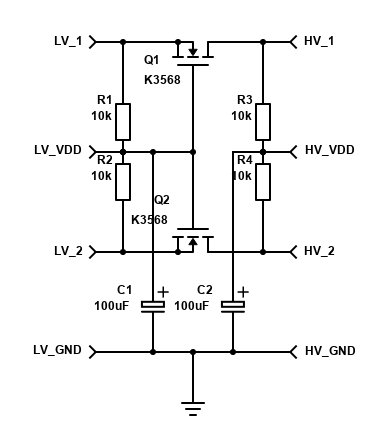 LV_1
HV_1
Q1
K3568
R1
10k
R3
10k
LV_VDD
HV_VDD
R2
10k
R4
10k
Q2
K3568
LV_2
HV_2
C1
100uF
C2
100uF
LV_GND
HV_GND